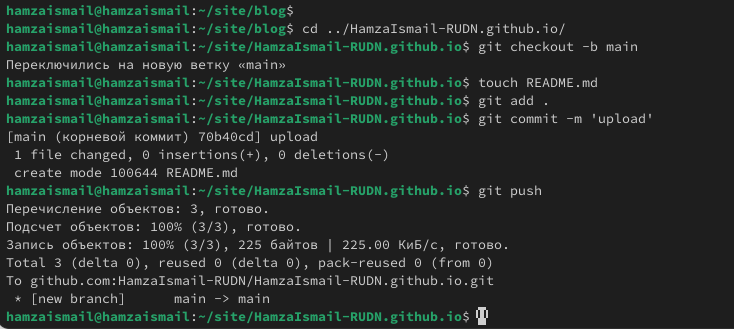 hamzaismail@hamzaismail:~/site/blog$
hamzaismail@hamzaismail:~/site/blog$ cd ../HamzaIsmail-RUDN.github.io/
hamzaismail@hamzaismail:~/site/HamzaIsmail-RUDN.github.io$ git checkout -b main
Переключились на новую ветку «main»
hamzaismail@hamzaismail:~/site/HamzaIsmail-RUDN.github.io$ touch README.md
hamzaismail@hamzaismail:~/site/HamzaIsmail-RUDN.github.io$ git add .
hamzaismail@hamzaismail:~/site/HamzaIsmail-RUDN.github.io$ git commit -m 'upload'
[main (корневой коммит) 70b40cd] upload
 1 file changed, 0 insertions(+), 0 deletions(-)
 create mode 100644 README.md
hamzaismail@hamzaismail:~/site/HamzaIsmail-RUDN.github.io$ git push
Перечисление объектов: 3, готово.
Подсчет объектов: 100% (3/3), готово.
Запись объектов: 100% (3/3), 225 байтов | 225.00 КиБ/с, готово.
Total 3 (delta 0), reused 0 (delta 0), pack-reused 0 (from 0)
To github.com:HamzaIsmail-RUDN/HamzaIsmail-RUDN.github.io.git
 * [new branch]      main -> main
hamzaismail@hamzaismail:~/site/HamzaIsmail-RUDN.github.io$